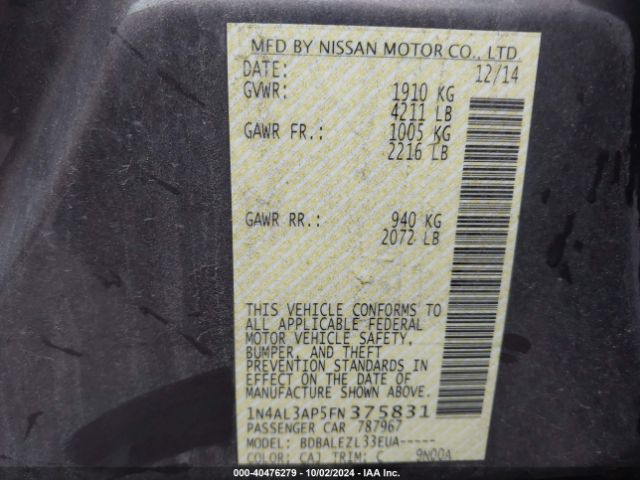 MFD BY NISSAN MOTOR CO., LTD.
DATE: 12/14
GVWR: 1910 KG
4211 LB
GAWR FR.: 1005 KG
2216 LB
GAWR RR.: 940 KG
2072 LB
THIS VEHICLE CONFORMS TO
ALL APPLICABLE FEDERAL
MOTOR VEHICLE SAFETY,
BUMPER, AND THEFT
PREVENTION STANDARDS IN
EFFECT ON THE DATE OF
MANUFACTURE SHOWN ABOVE.
1N4AL3AP5FN375831
PASSENGER CAR 787967
MODEL: BDBALEZL33EUA-----
COLOR: CAJ TRIM: C 9N00A
000-40476279 - 10/02/2024 - IAA Inc.